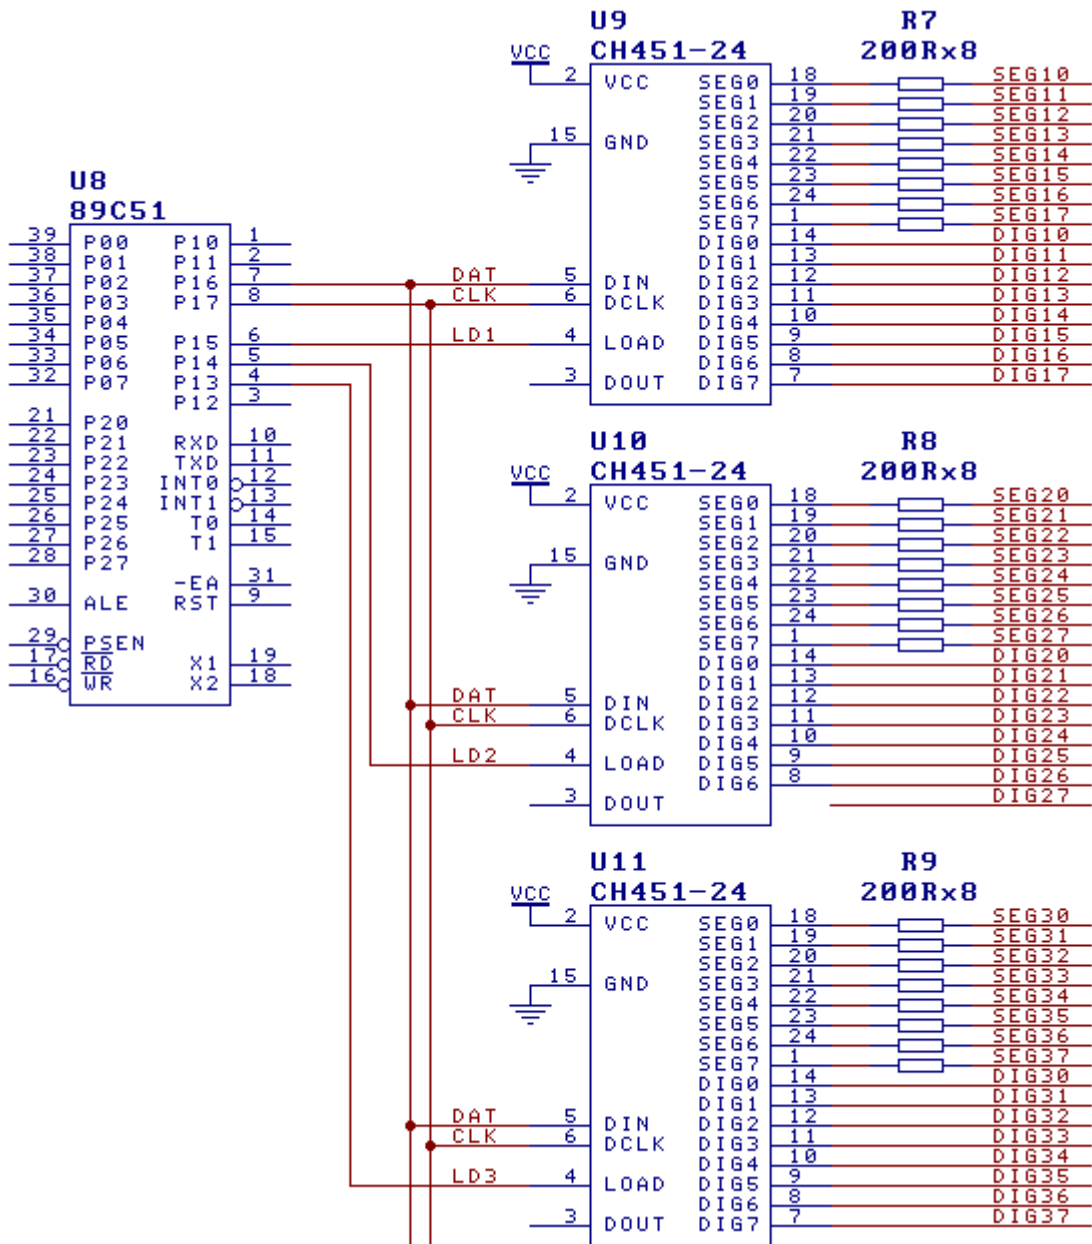 U8
89C51
39 P00 P10 1
38 P01 P11 2
37 P02 P16 7
36 P03 P17 8
35 P04
34 P05 P15 6
33 P06 P14 5
32 P07 P13 4
P12 3
21 P20
22 P21 RXD 10
23 P22 TXD 11
24 P23 INT0 12
25 P24 INT1 13
26 P25 T0 14
27 P26 T1 15
28 P27
-EA 31
30 ALE RST 9
29 PSEN
17 RD X1 19
16 WR X2 18
U9 R7
CH451-24 200Rx8
VCC 2 VCC SEG0 18 SEG10
SEG1 19 SEG11
SEG2 20 SEG12
15 GND SEG3 21 SEG13
SEG4 22 SEG14
SEG5 23 SEG15
SEG6 24 SEG16
SEG7 1 SEG17
DIG0 14 DIG10
DIG1 13 DIG11
DAT 5 DIN DIG2 12 DIG12
CLK 6 DCLK DIG3 11 DIG13
DIG4 10 DIG14
LD1 4 LOAD DIG5 9 DIG15
DIG6 8 DIG16
3 DOUT DIG7 7 DIG17
U10 R8
CH451-24 200Rx8
VCC 2 VCC SEG0 18 SEG20
SEG1 19 SEG21
SEG2 20 SEG22
15 GND SEG3 21 SEG23
SEG4 22 SEG24
SEG5 23 SEG25
SEG6 24 SEG26
SEG7 1 SEG27
DIG0 14 DIG20
DIG1 13 DIG21
DAT 5 DIN DIG2 12 DIG22
CLK 6 DCLK DIG3 11 DIG23
DIG4 10 DIG24
LD2 4 LOAD DIG5 9 DIG25
DIG6 8 DIG26
3 DOUT DIG27
U11 R9
CH451-24 200Rx8
VCC 2 VCC SEG0 18 SEG30
SEG1 19 SEG31
SEG2 20 SEG32
15 GND SEG3 21 SEG33
SEG4 22 SEG34
SEG5 23 SEG35
SEG6 24 SEG36
SEG7 1 SEG37
DIG0 14 DIG30
DIG1 13 DIG31
DAT 5 DIN DIG2 12 DIG32
CLK 6 DCLK DIG3 11 DIG33
DIG4 10 DIG34
LD3 4 LOAD DIG5 9 DIG35
DIG6 8 DIG36
3 DOUT DIG7 7 DIG37